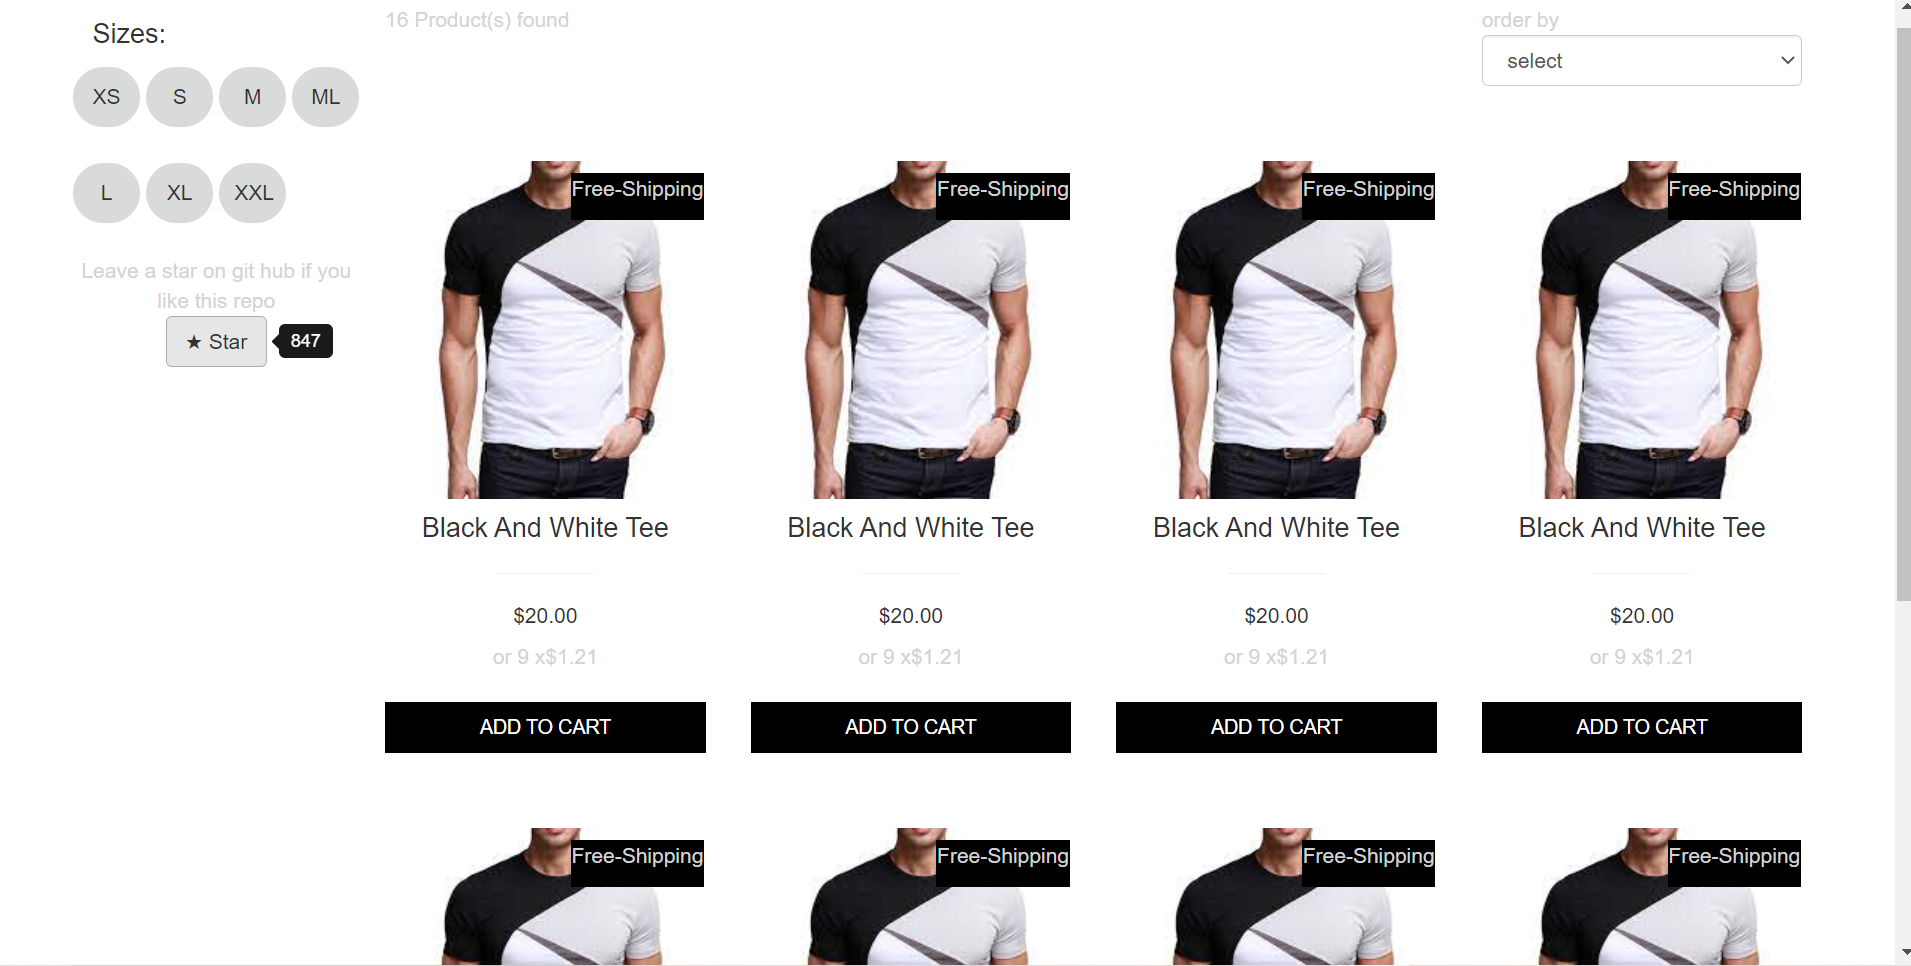 Sizes:
XS S M ML
L XL XXL
Leave a star on git hub if you
like this repo
★ Star 847
16 Product(s) found
order by
select
Free-Shipping
Black And White Tee
$20.00
or 9 x$1.21
ADD TO CART
Free-Shipping
Black And White Tee
$20.00
or 9 x$1.21
ADD TO CART
Free-Shipping
Black And White Tee
$20.00
or 9 x$1.21
ADD TO CART
Free-Shipping
Black And White Tee
$20.00
or 9 x$1.21
ADD TO CART
Free-Shipping
Free-Shipping
Free-Shipping
Free-Shipping